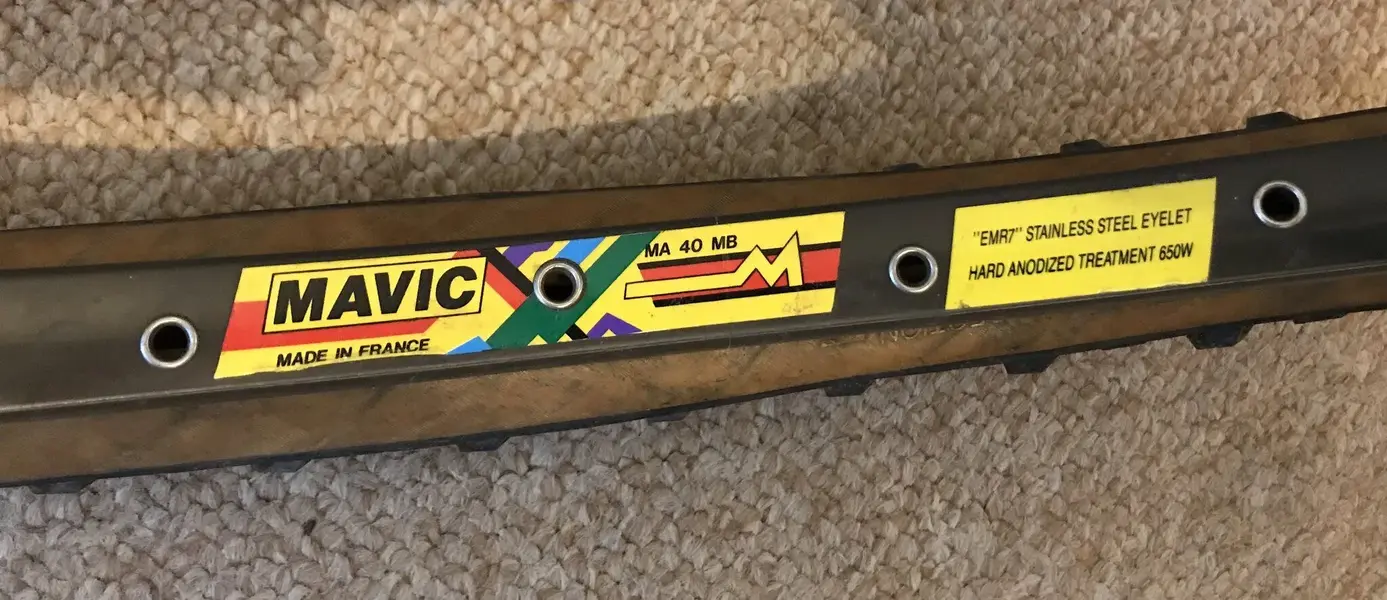 MAVIC
MADE IN FRANCE
MA 40 MB
"EMR7" STAINLESS STEEL EYELET
HARD ANODIZED TREATMENT 650W